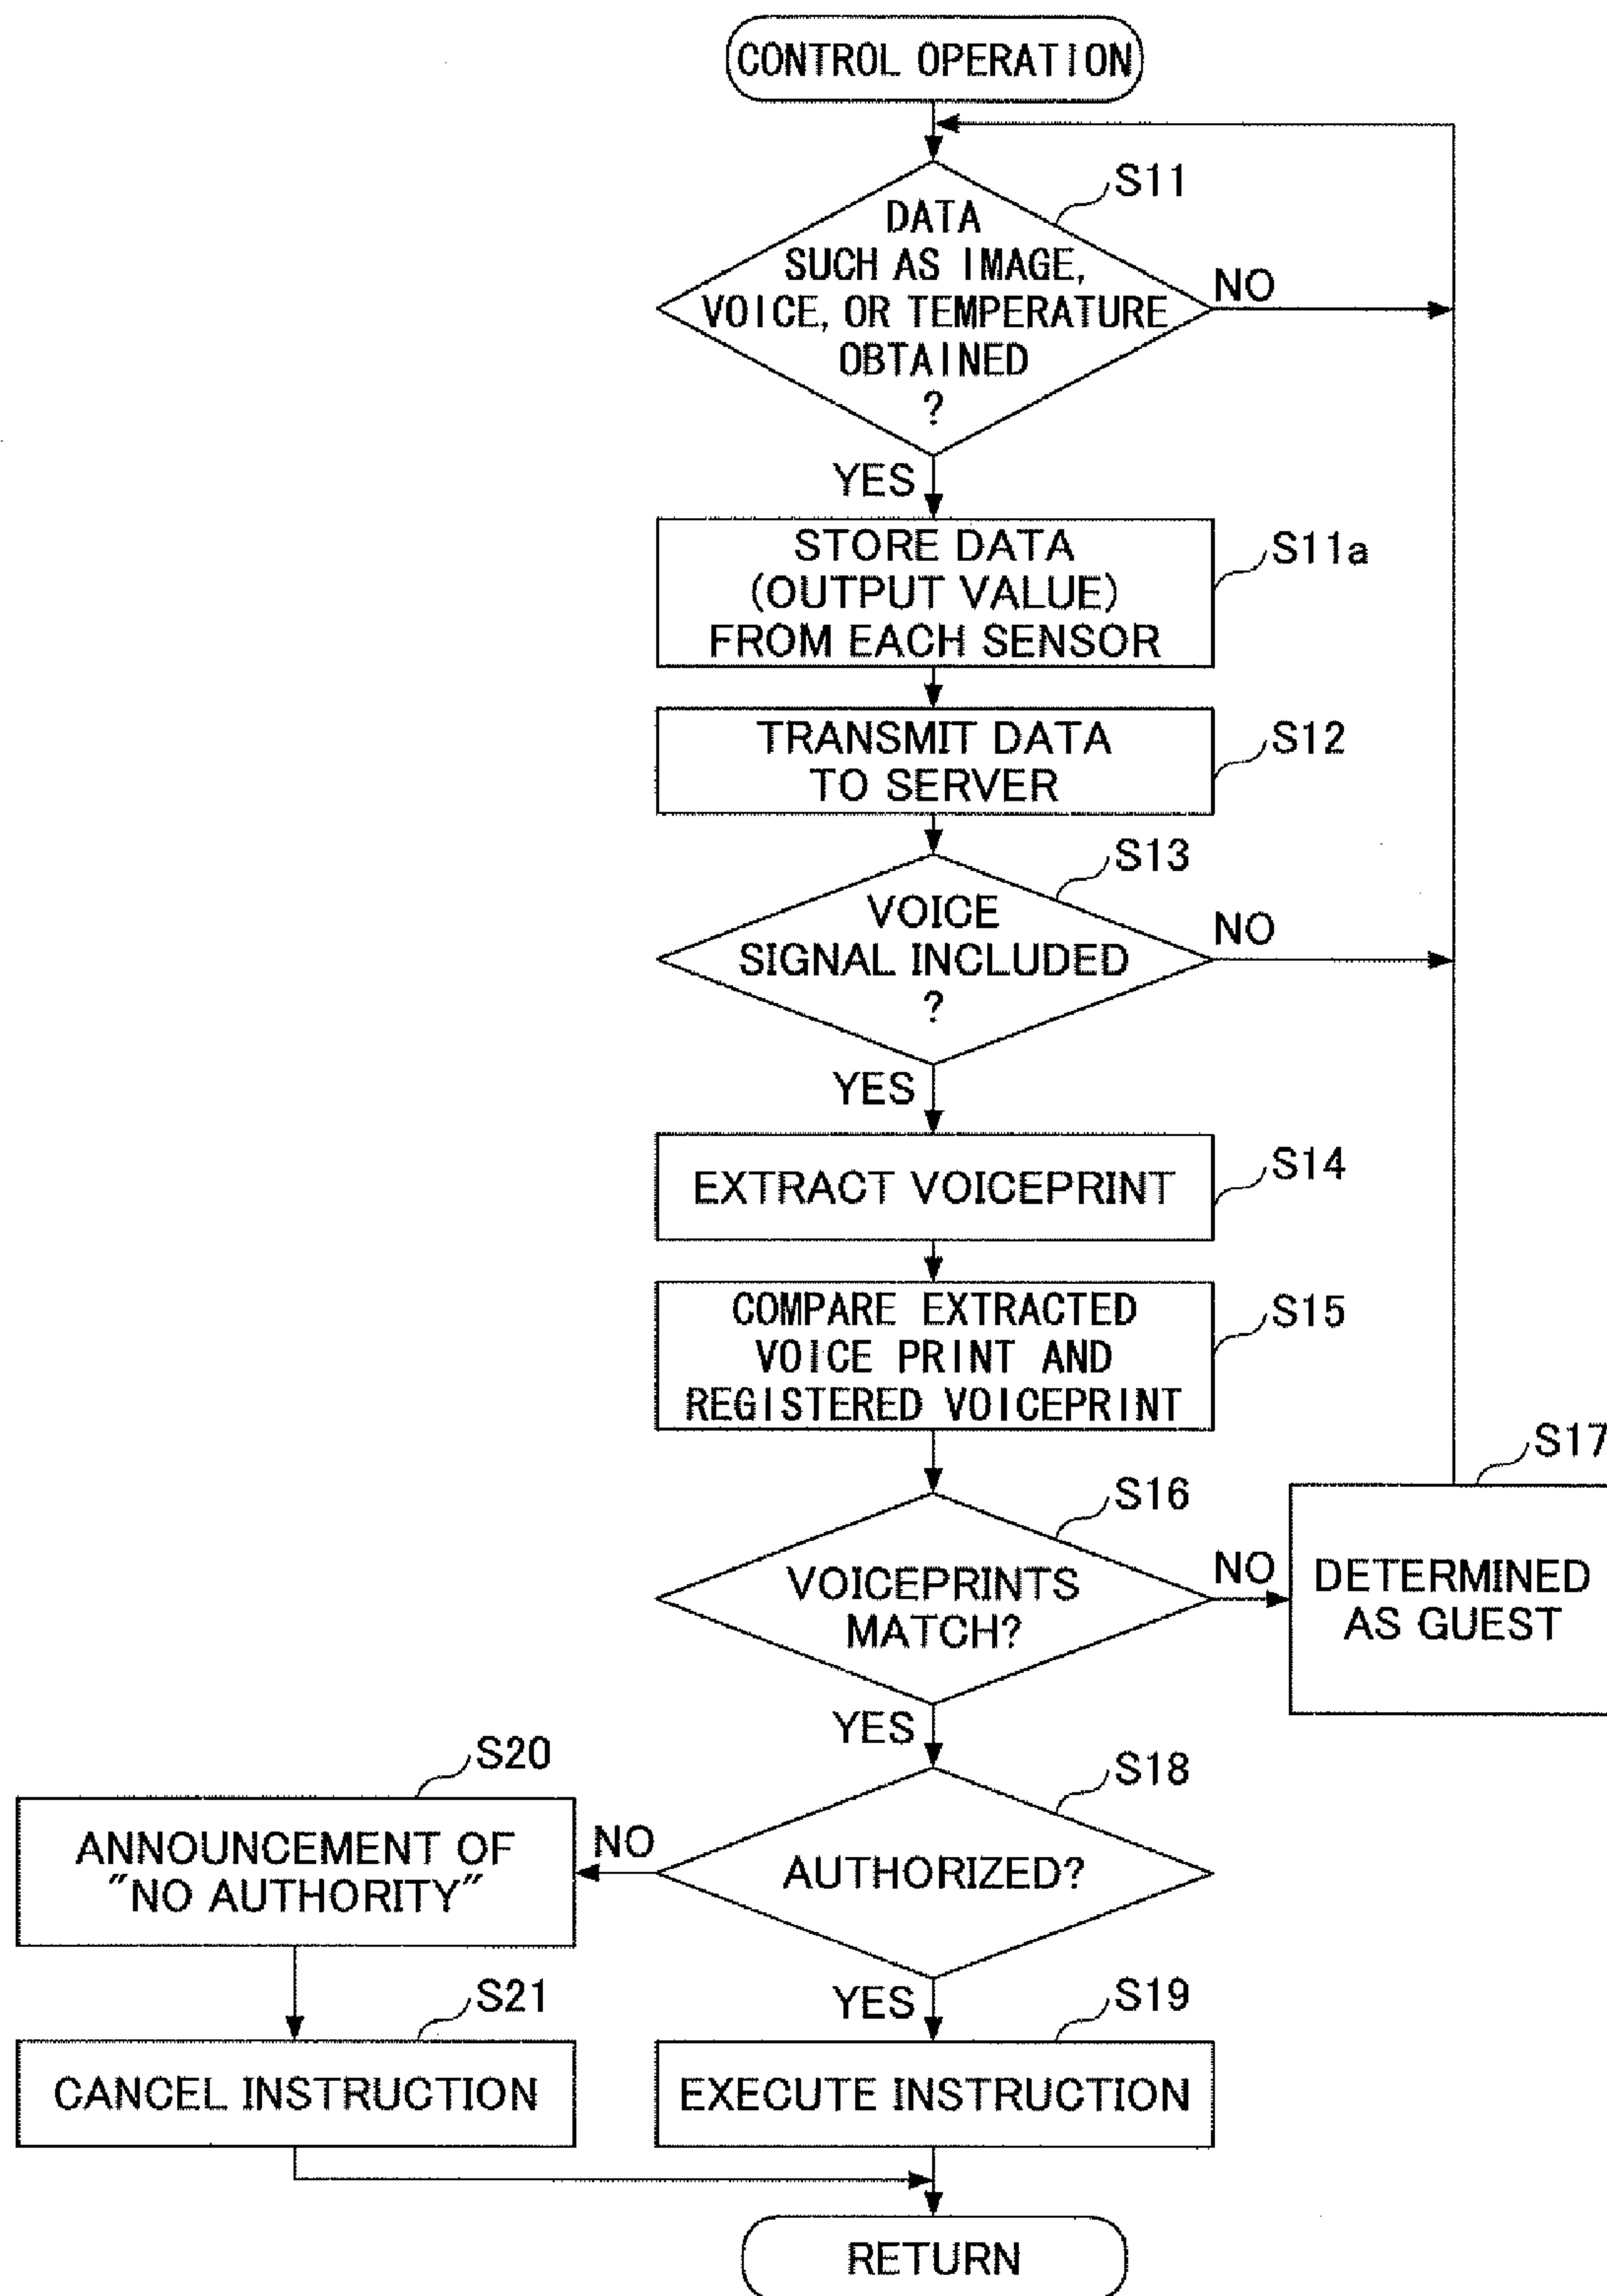 CONTROL OPERATION
S11
DATA
SUCH AS IMAGE,
VOICE, OR TEMPERATURE
OBTAINED
?
NO
YES
STORE DATA
(OUTPUT VALUE)
FROM EACH SENSOR
S11a
TRANSMIT DATA
TO SERVER
S12
S13
VOICE
SIGNAL INCLUDED
?
NO
YES
EXTRACT VOICEPRINT
S14
COMPARE EXTRACTED
VOICE PRINT AND
REGISTERED VOICEPRINT
S15
S16
VOICEPRINTS
MATCH?
NO
S17
DETERMINED
AS GUEST
YES
S18
AUTHORIZED?
NO
S20
ANNOUNCEMENT OF
"NO AUTHORITY"
S21
CANCEL INSTRUCTION
YES
S19
EXECUTE INSTRUCTION
RETURN